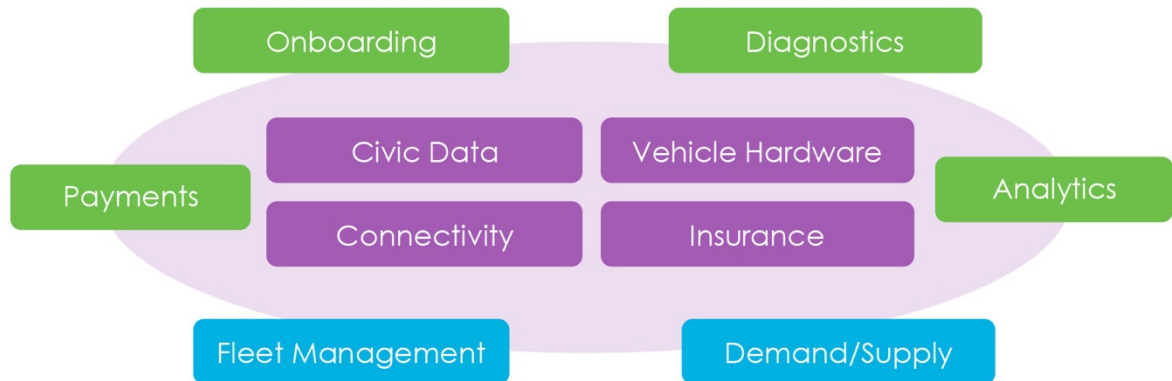 Onboarding
Diagnostics
Civic Data
Vehicle Hardware
Payments
Analytics
Connectivity
Insurance
Fleet Management
Demand/Supply